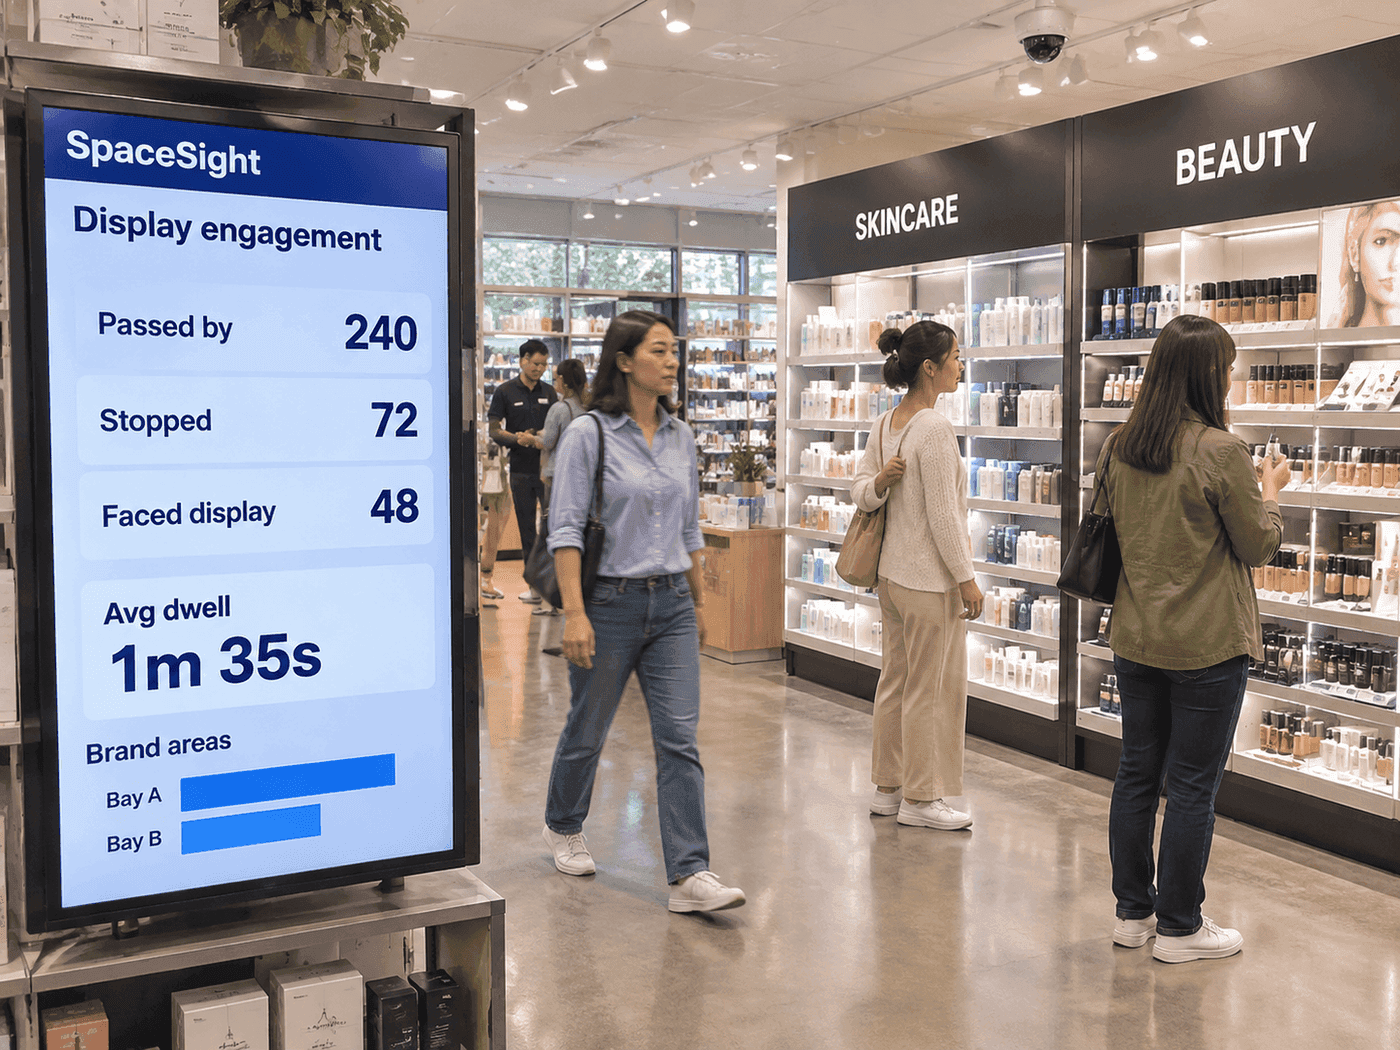 SpaceSight
Display engagement
Passed by 240
Stopped 72
Faced display 48
Avg dwell
1m 35s
Brand areas
Bay A
Bay B
SKINCARE
BEAUTY